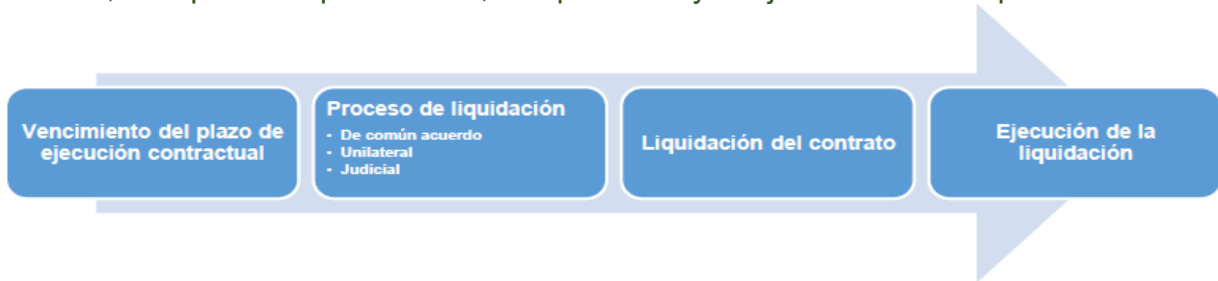 Vencimiento del plazo de
ejecución contractual
Proceso de liquidación
- De común acuerdo
- Unilateral
- Judicial
Liquidación del contrato
Ejecución de la
liquidación